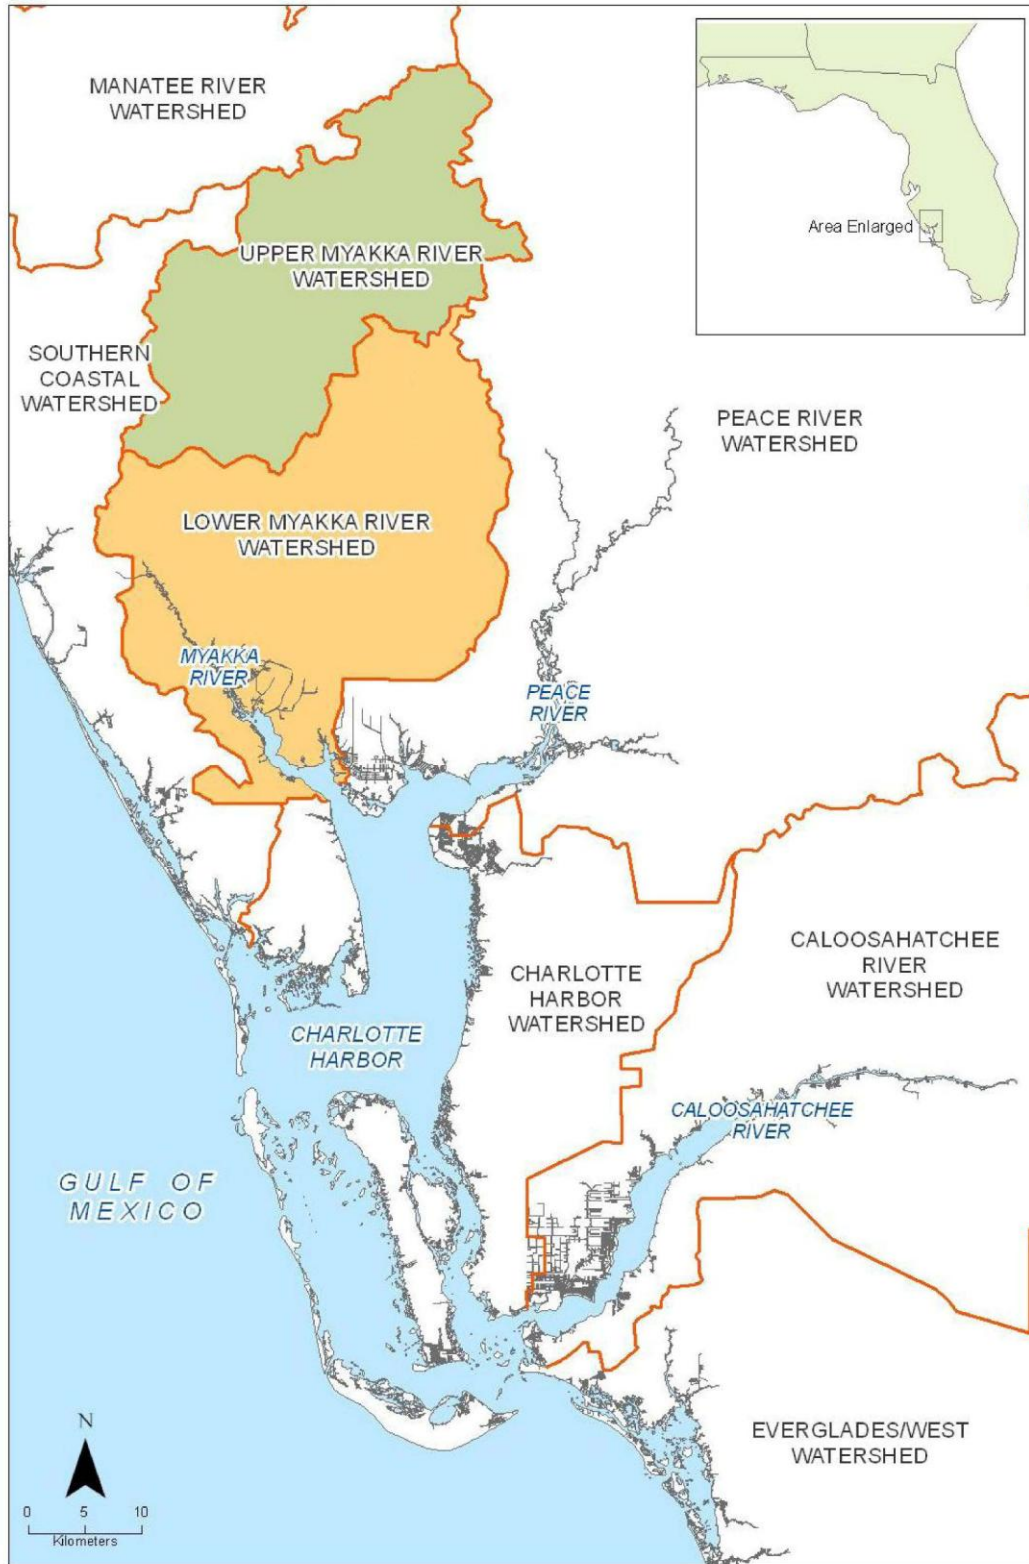 MANATEE RIVER
WATERSHED
Area Enlarged
UPPER MYAKKA RIVER
WATERSHED
SOUTHERN
COASTAL
WATERSHED
PEACE RIVER
WATERSHED
LOWER MYAKKA RIVER
WATERSHED
MYAKKA
RIVER
PEACE
RIVER
CALOOSAHATCHEE
RIVER
WATERSHED
CHARLOTTE
HARBOR
WATERSHED
CHARLOTTE
HARBOR
CALOOSAHATCHEE
RIVER
GULF OF
MEXICO
EVERGLADES/WEST
WATERSHED
N
0 5 10
Kilometers